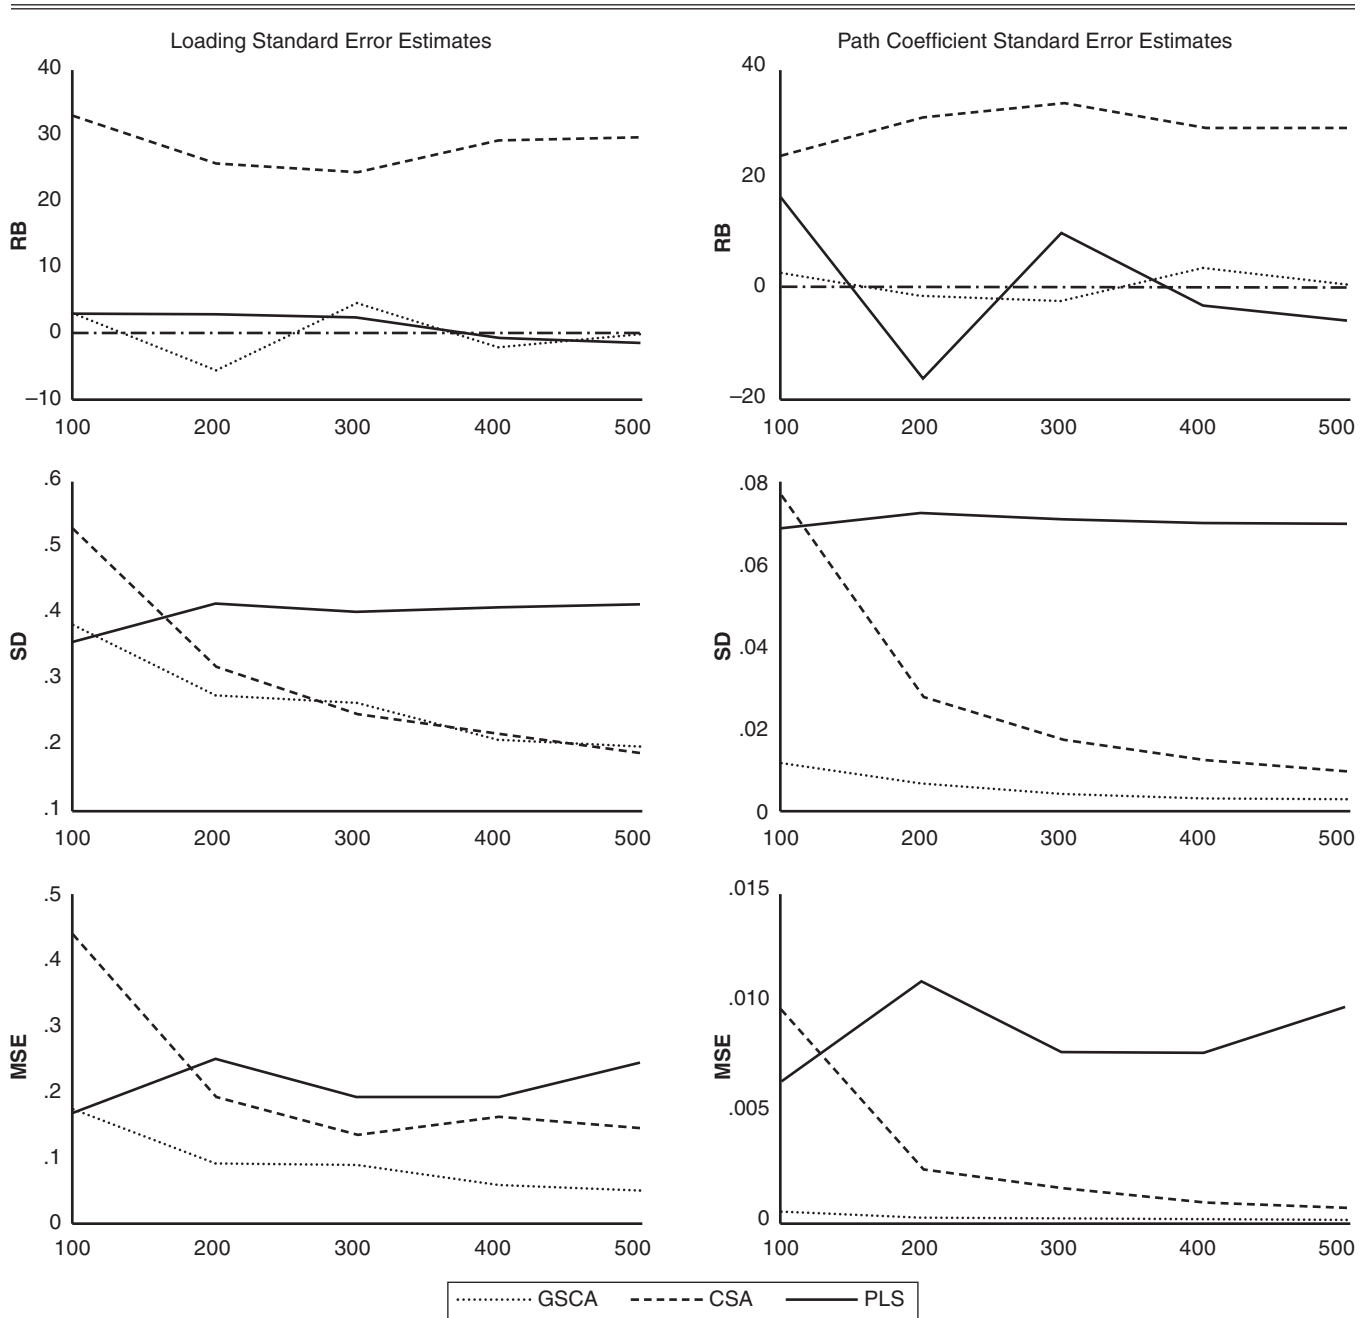 Loading Standard Error Estimates
40
30
20
10
0
–10
RB
100 200 300 400 500
Path Coefficient Standard Error Estimates
40
20
0
–20
RB
100 200 300 400 500
.6
.5
.4
.3
.2
.1
SD
100 200 300 400 500
.08
.06
.04
.02
0
SD
100 200 300 400 500
.5
.4
.3
.2
.1
0
MSE
100 200 300 400 500
.015
.010
.005
0
MSE
100 200 300 400 500
GSCA CSA PLS